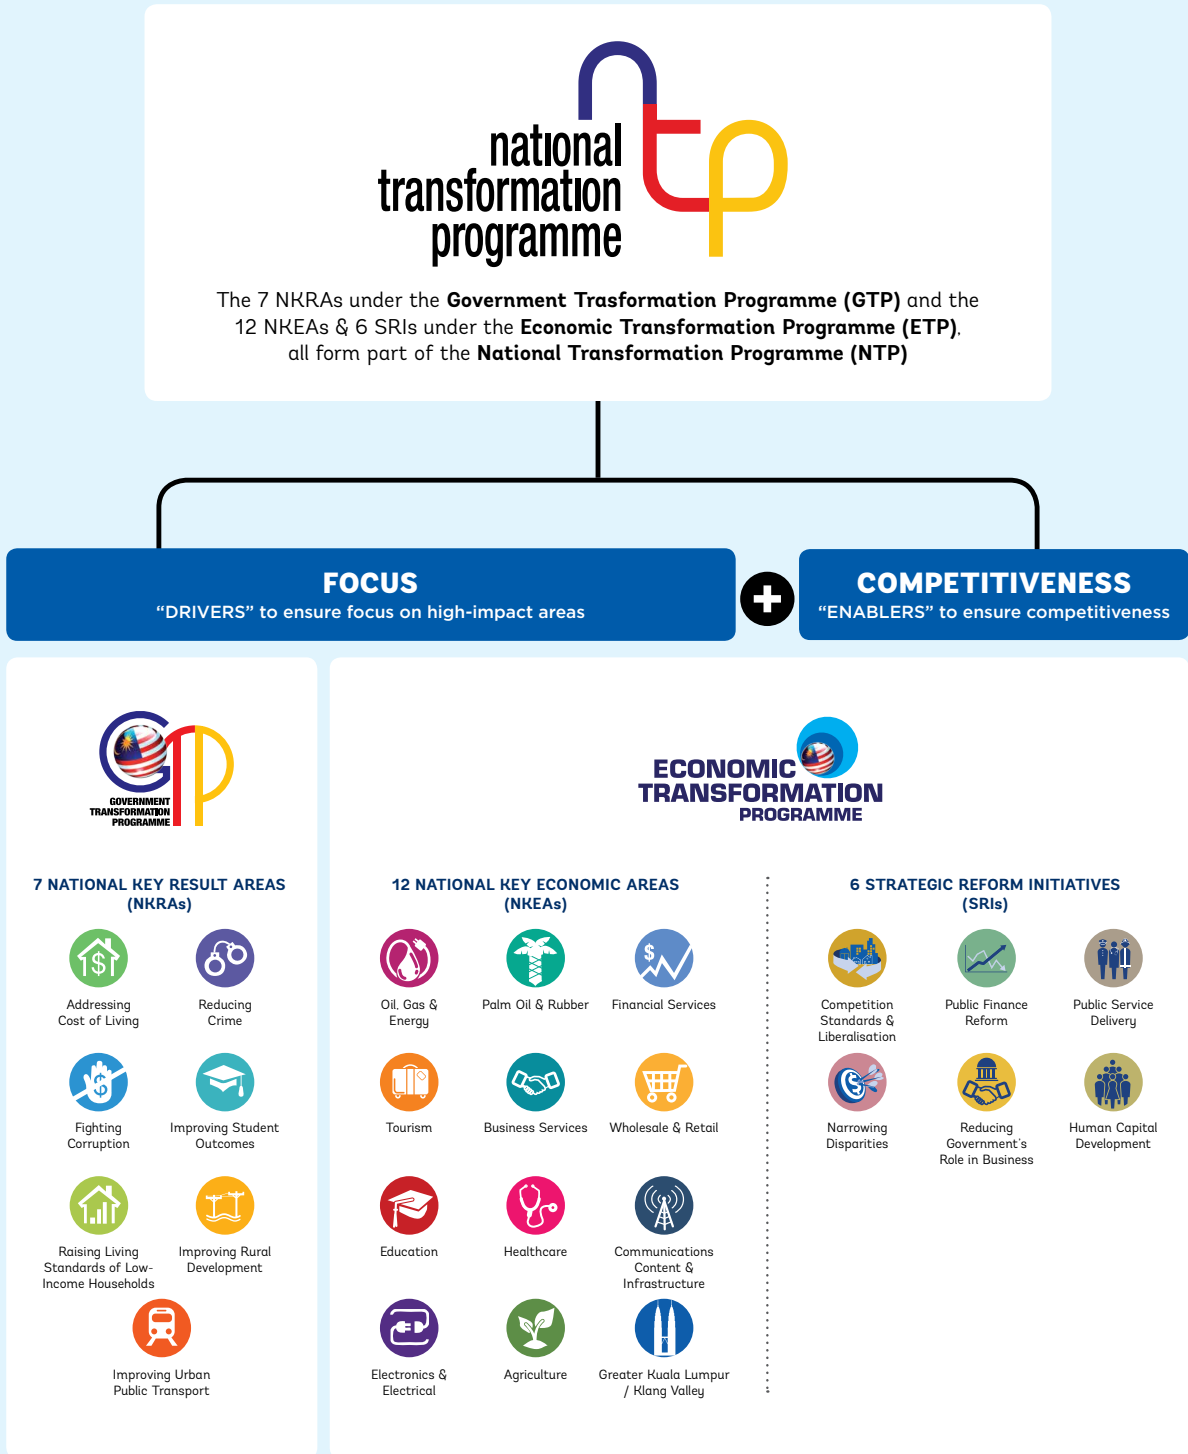 national
transformation
programme
ntp
The 7 NKRAs under the Government Trasformation Programme (GTP) and the
12 NKEAs & 6 SRIs under the Economic Transformation Programme (ETP),
all form part of the National Transformation Programme (NTP)
FOCUS
“DRIVERS” to ensure focus on high-impact areas
COMPETITIVENESS
“ENABLERS” to ensure competitiveness
GTP
GOVERNMENT
TRANSFORMATION
PROGRAMME
ECONOMIC
TRANSFORMATION
PROGRAMME
7 NATIONAL KEY RESULT AREAS
(NKRAs)
Addressing
Cost of Living
Reducing
Crime
Fighting
Corruption
Improving Student
Outcomes
Raising Living
Standards of Low-
Income Households
Improving Rural
Development
Improving Urban
Public Transport
12 NATIONAL KEY ECONOMIC AREAS
(NKEAs)
Oil, Gas &
Energy
Palm Oil & Rubber
Financial Services
Tourism
Business Services
Wholesale & Retail
Education
Healthcare
Communications
Content &
Infrastructure
Electronics &
Electrical
Agriculture
Greater Kuala Lumpur
/ Klang Valley
6 STRATEGIC REFORM INITIATIVES
(SRIs)
Competition
Standards &
Liberalisation
Public Finance
Reform
Public Service
Delivery
Narrowing
Disparities
Reducing
Government's
Role in Business
Human Capital
Development